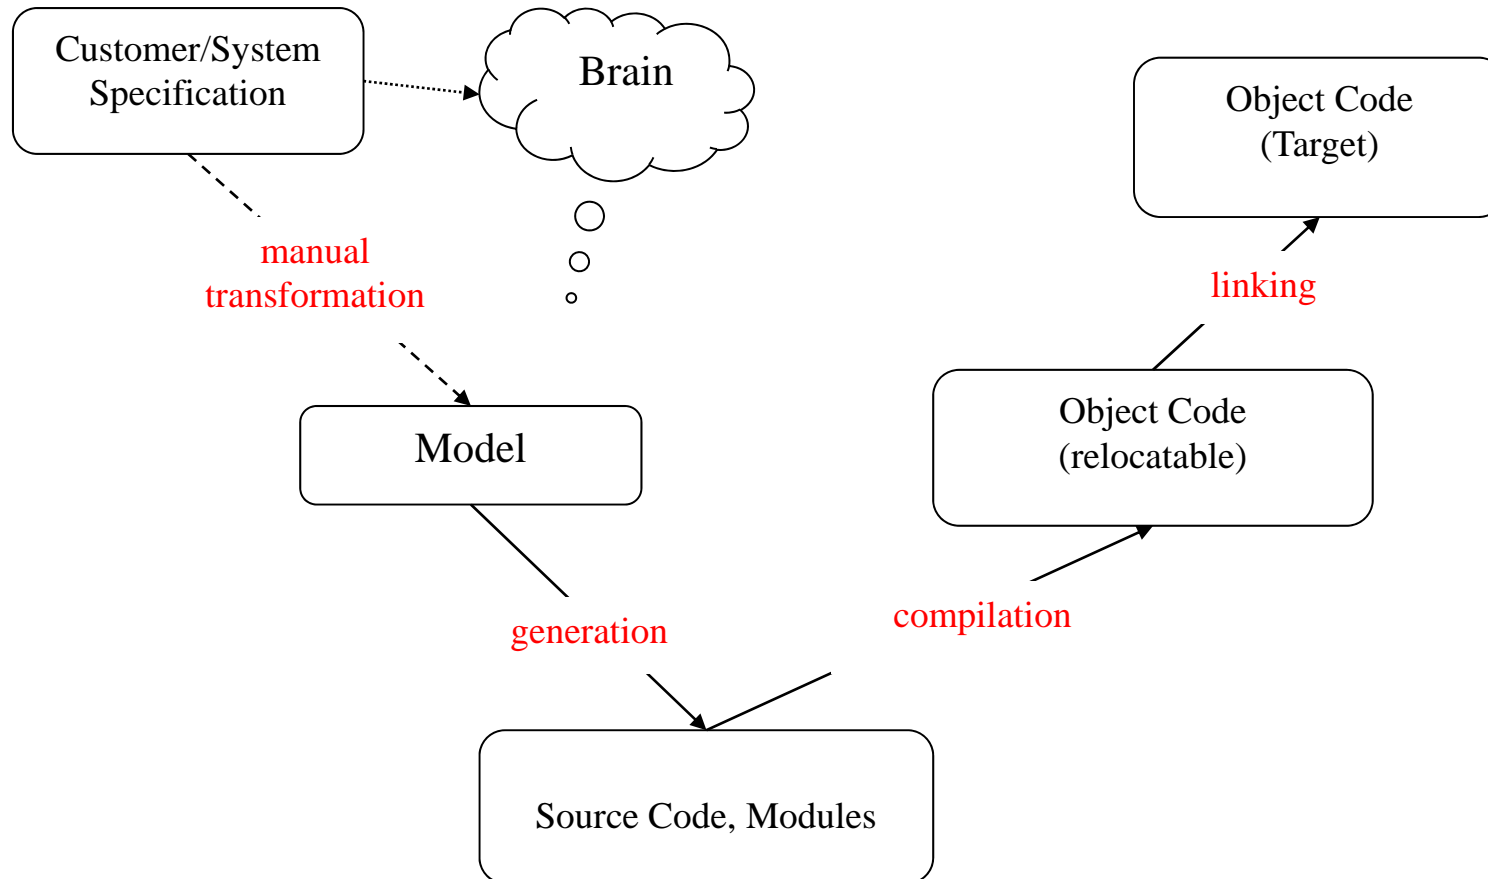 Customer/System
Specification
Brain
Object Code
(Target)
manual
transformation
linking
Model
Object Code
(relocatable)
generation
compilation
Source Code, Modules